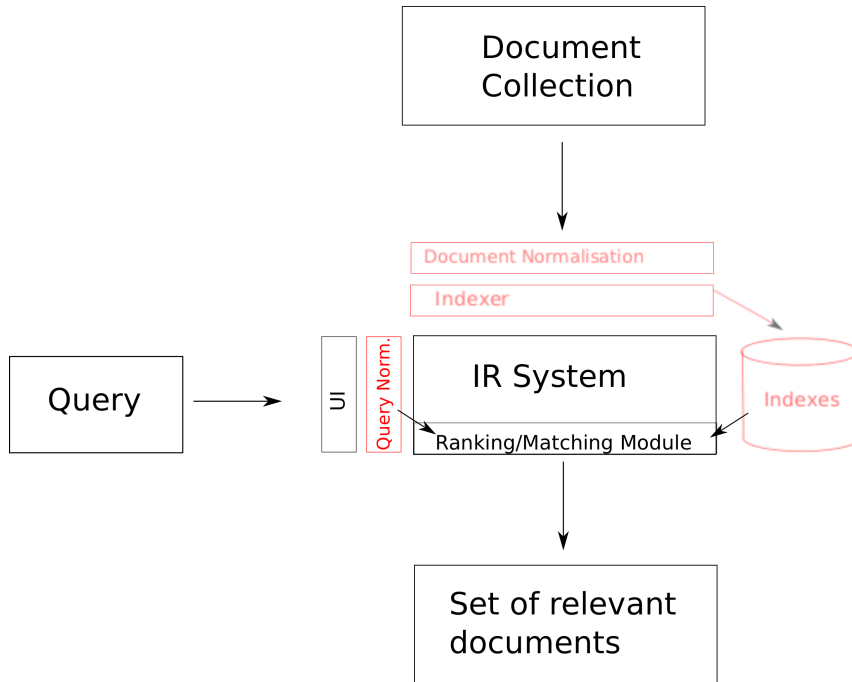 Document
Collection
Document Normalisation
Indexer
Query
UI
Query Norm.
IR System
Ranking/Matching Module
Indexes
Set of relevant
documents